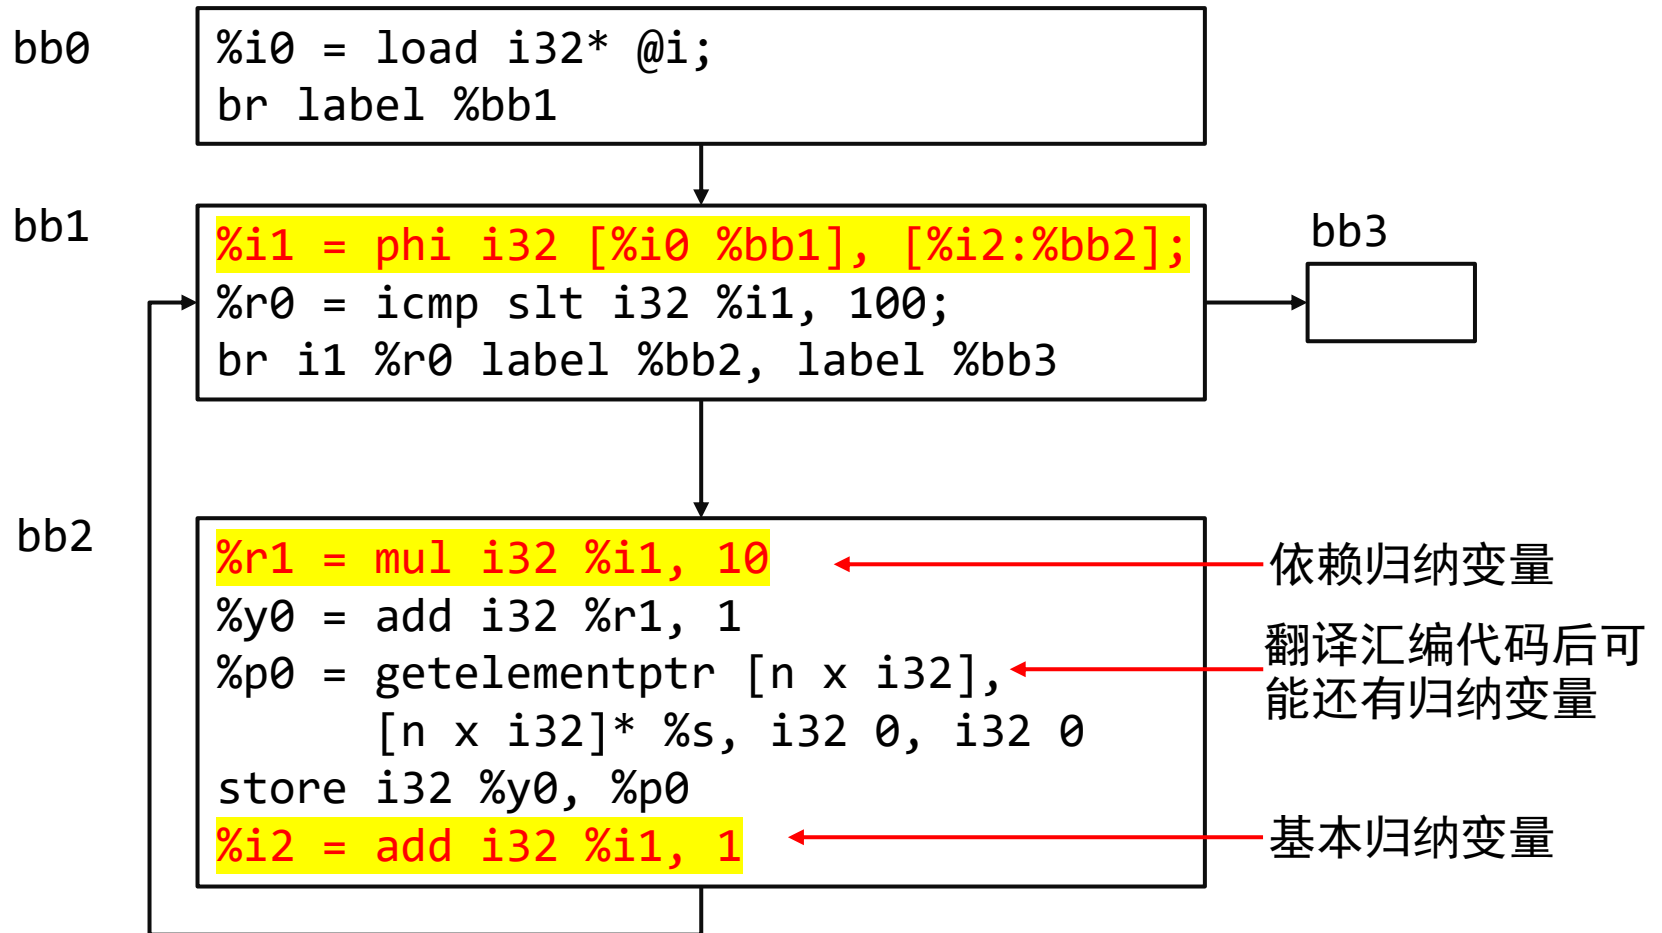 bb0
%i0 = load i32* @i;
br label %bb1
bb1
%i1 = phi i32 [%i0 %bb1], [%i2:%bb2];
%r0 = icmp slt i32 %i1, 100;
br i1 %r0 label %bb2, label %bb3
bb3
bb2
%r1 = mul i32 %i1, 10
%y0 = add i32 %r1, 1
%p0 = getelementptr [n x i32],
[n x i32]* %s, i32 0, i32 0
store i32 %y0, %p0
%i2 = add i32 %i1, 1
依赖归纳变量
翻译汇编代码后可
能还有归纳变量
基本归纳变量